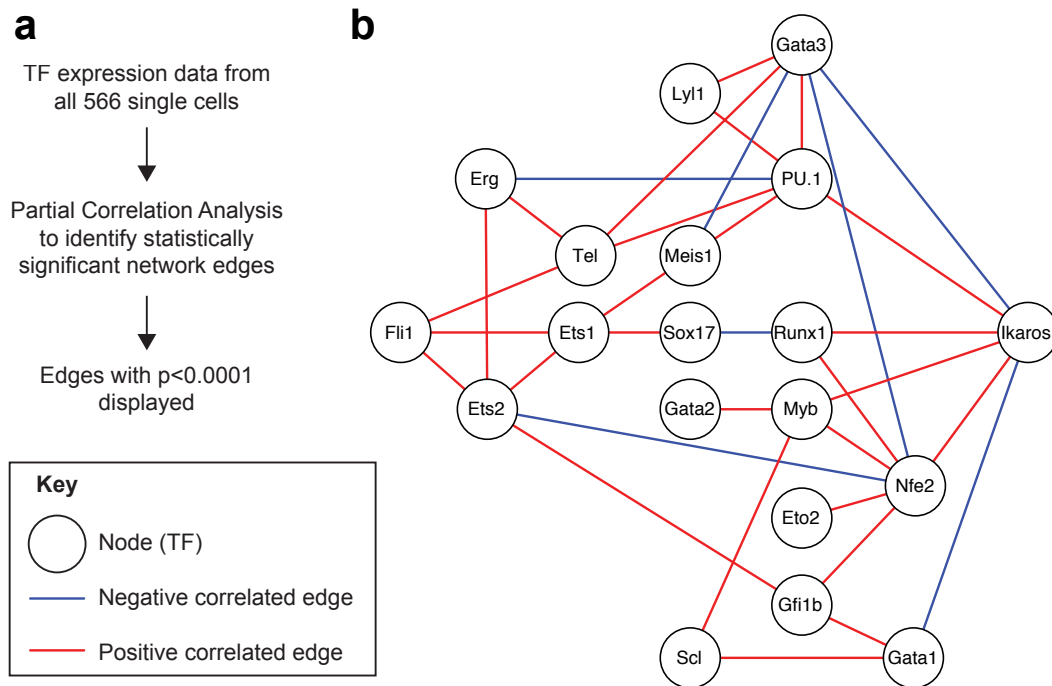 a
TF expression data from
all 566 single cells
Partial Correlation Analysis
to identify statistically
significant network edges
Edges with p<0.0001
displayed
Key
Node (TF)
Negative correlated edge
Positive correlated edge
b
Gata3
Lyl1
Erg
PU.1
Tel
Meis1
Fli1
Ets1
Sox17
Runx1
Ikaros
Ets2
Gata2
Myb
Nfe2
Eto2
Gfi1b
Scl
Gata1